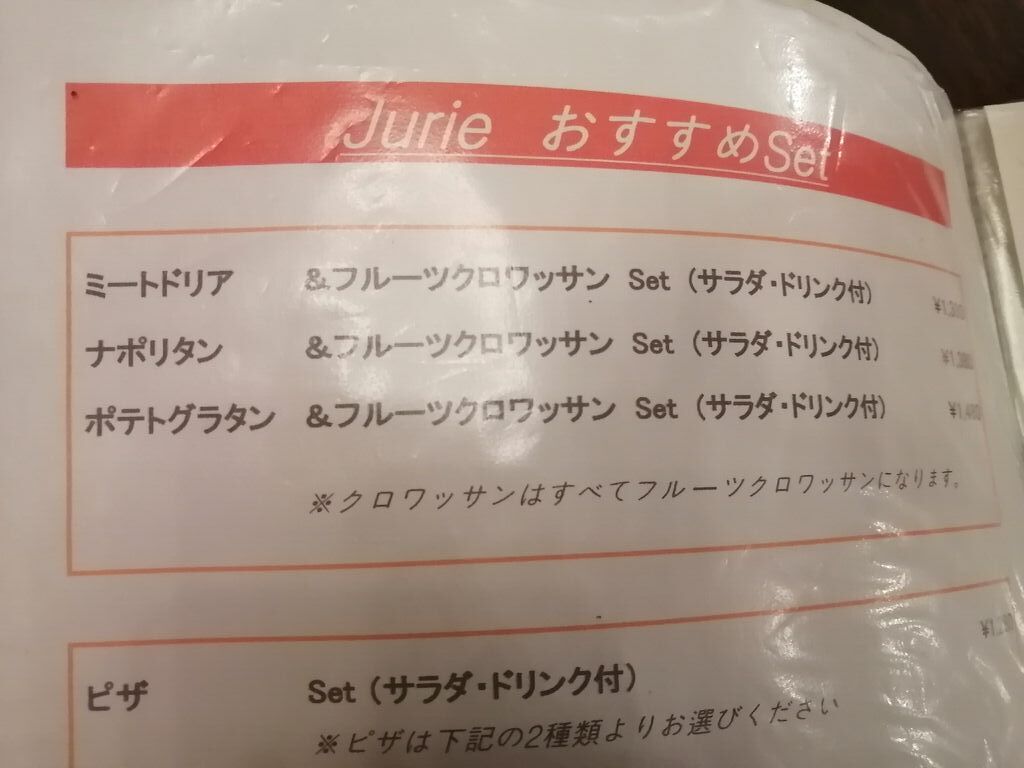 Jurie おすすめSet
ミートドリア &フルーツクロワッサン Set (サラダ・ドリンク付)
ナポリタン &フルーツクロワッサン Set (サラダ・ドリンク付)
ポテトグラタン &フルーツクロワッサン Set (サラダ・ドリンク付)
※クロワッサンはすべてフルーツクロワッサンになります。
ピザ Set (サラダ・ドリンク付)
※ピザは下記の2種類よりお選びください